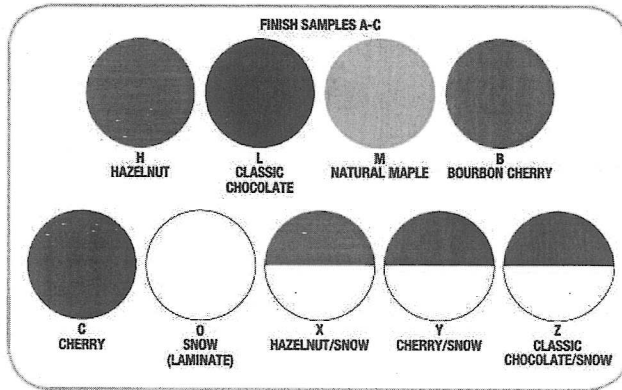 FINISH SAMPLES A-C
H
HAZELNUT
L
CLASSIC
CHOCOLATE
M
NATURAL MAPLE
B
BOURBON CHERRY
C
CHERRY
O
SNOW
(LAMINATE)
X
HAZELNUT/SNOW
Y
CHERRY/SNOW
Z
CLASSIC
CHOCOLATE/SNOW